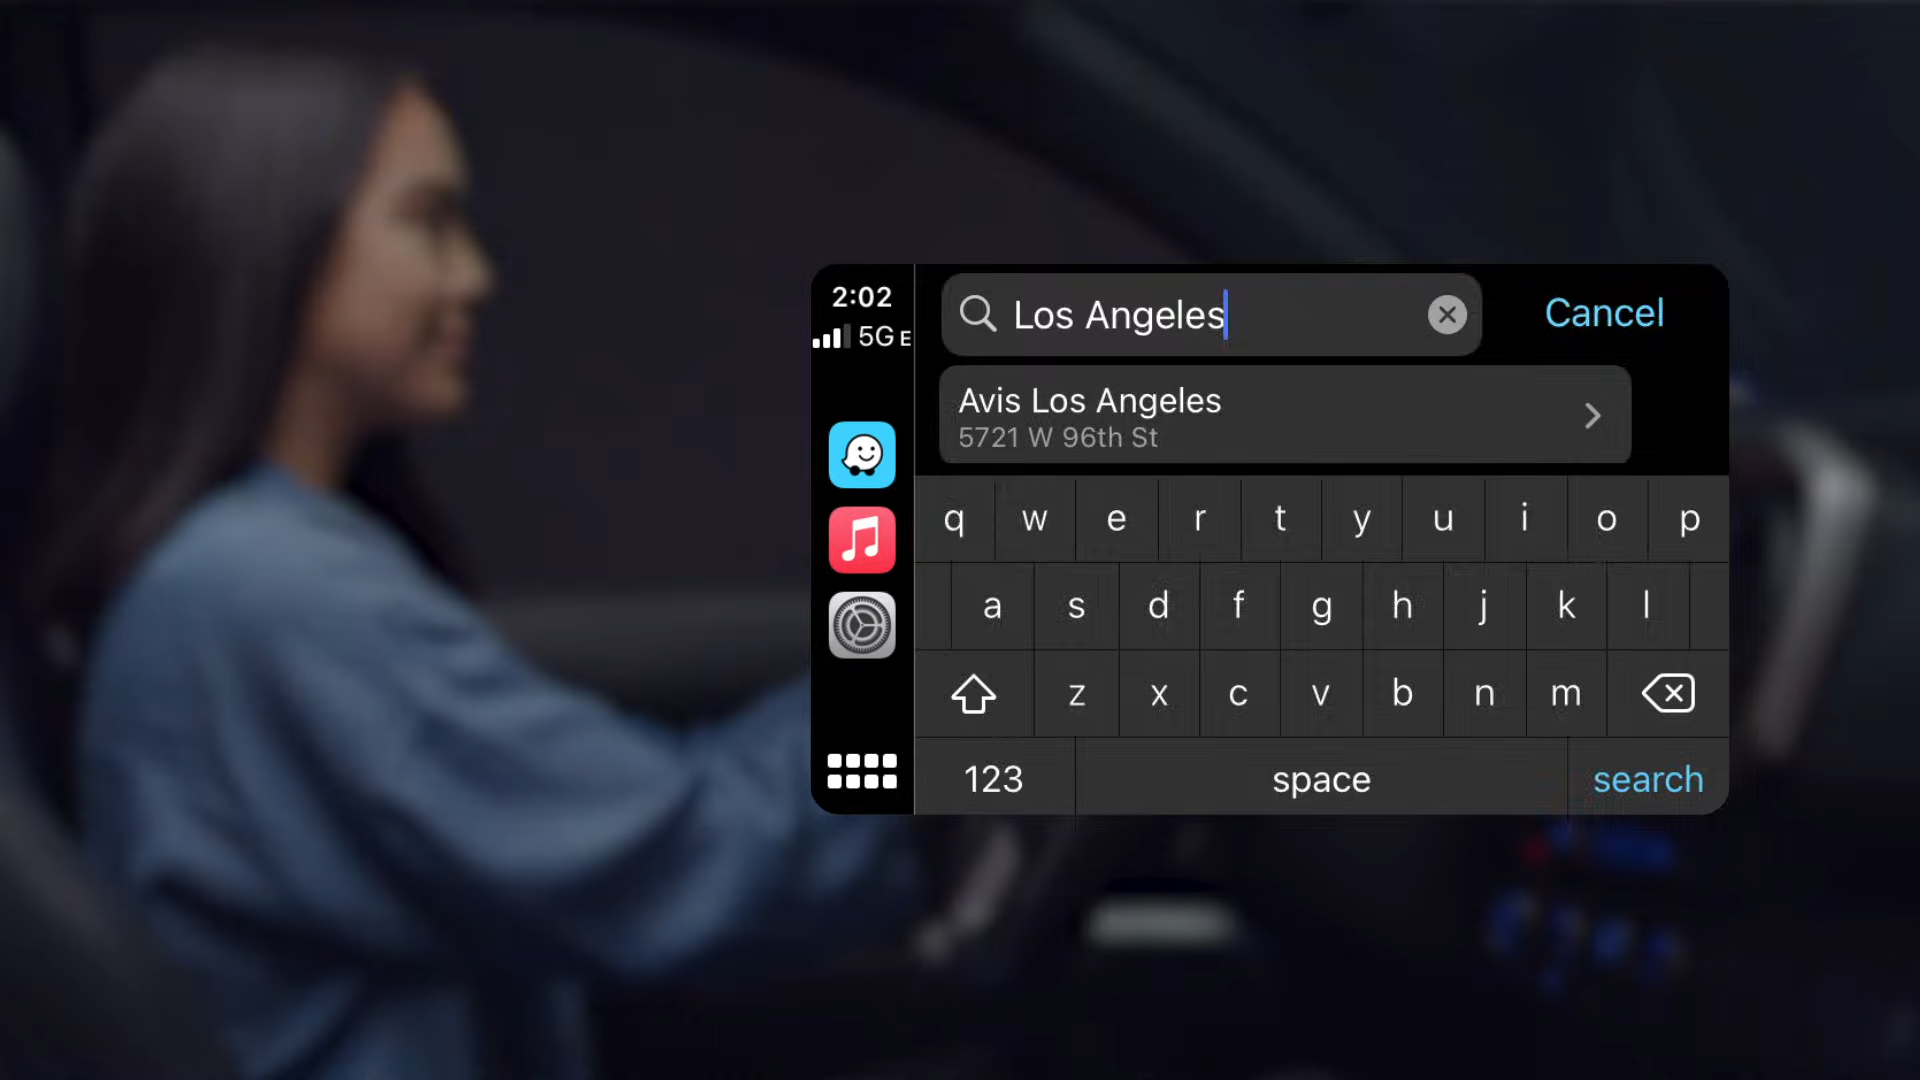 2:02
5G E
Los Angeles
Cancel
Avis Los Angeles
5721 W 96th St
q w e r t y u i o p
a s d f g h j k l
z x c v b n m
123 space search